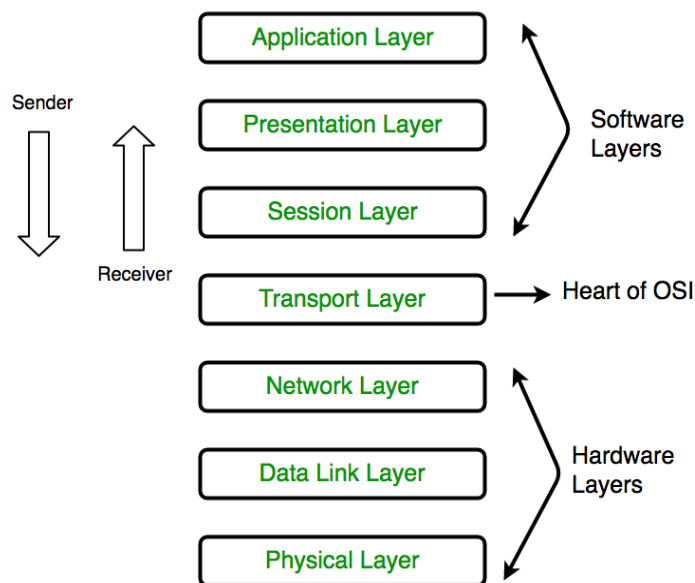 Application Layer
Sender
Presentation Layer
Software
Layers
Session Layer
Receiver
Transport Layer
Heart of OSI
Network Layer
Data Link Layer
Hardware
Layers
Physical Layer